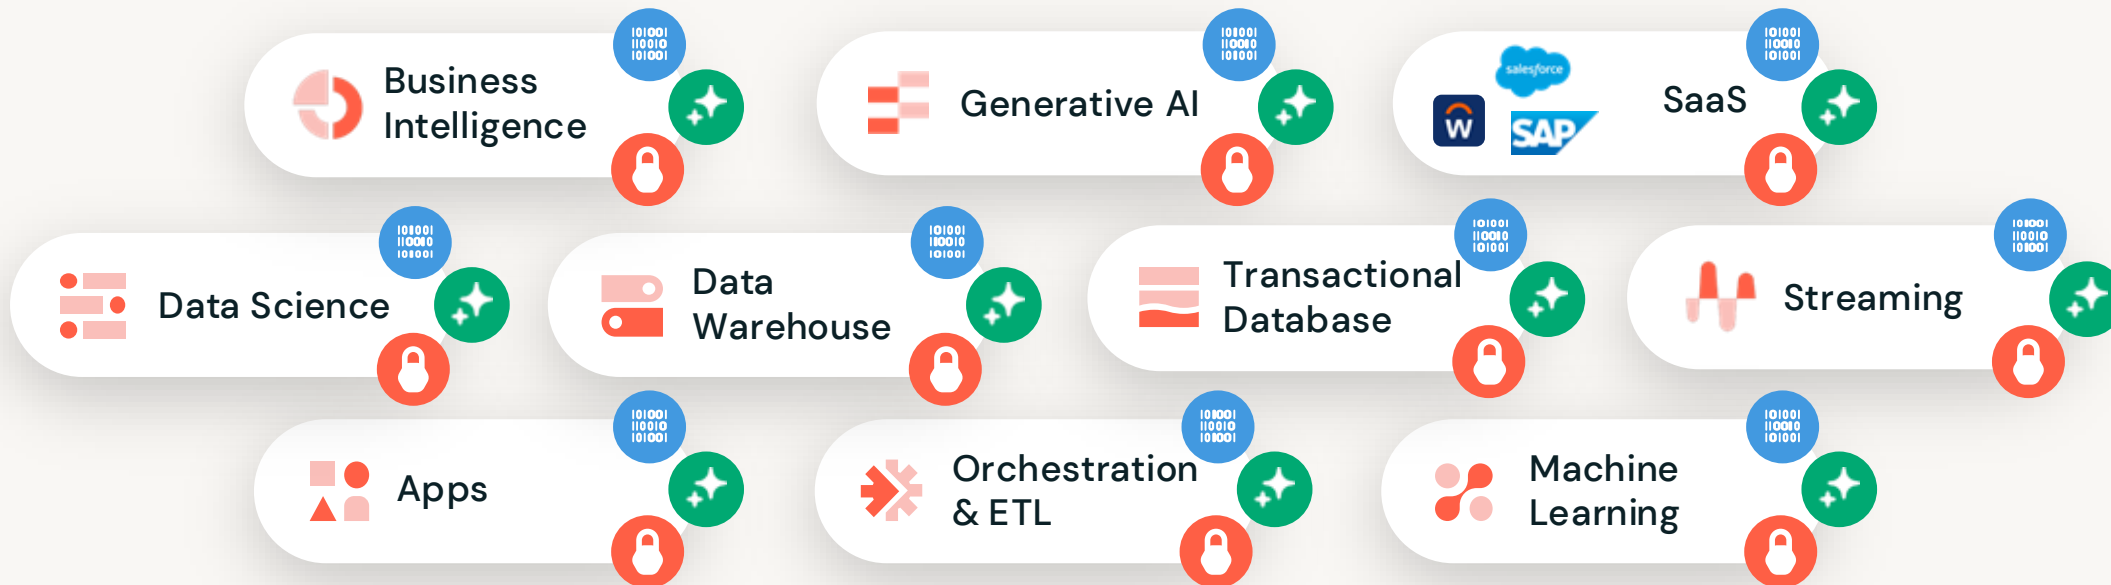 Business
Intelligence
Generative AI
salesforce
W
SAP
SaaS
Data Science
Data
Warehouse
Transactional
Database
Streaming
Apps
Orchestration
& ETL
Machine
Learning